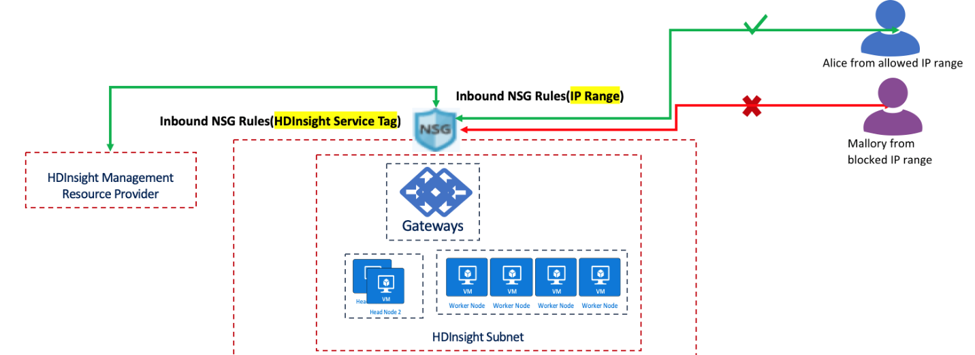 Alice from allowed IP range
Inbound NSG Rules(IP Range)
Inbound NSG Rules(HDInsight Service Tag)
NSG
Mallory from
blocked IP range
HDInsight Management
Resource Provider
Gateways
VM
VM
VM
VM
VM
Worker Node
Worker Node
Worker Node
Worker Node
Head Node 2
HDInsight Subnet